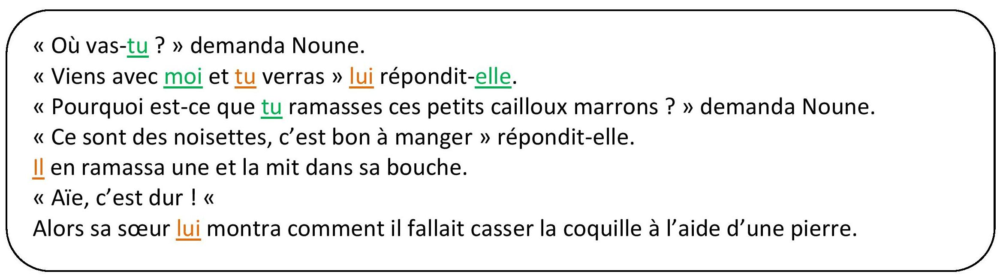 « Où vas-tu ? » demanda Noune.
« Viens avec moi et tu verras » lui répondit-elle.
« Pourquoi est-ce que tu ramasses ces petits cailloux marrons ? » demanda Noune.
« Ce sont des noisettes, c’est bon à manger » répondit-elle.
Il en ramassa une et la mit dans sa bouche.
« Aïe, c’est dur ! «
Alors sa sœur lui montra comment il fallait casser la coquille à l’aide d’une pierre.